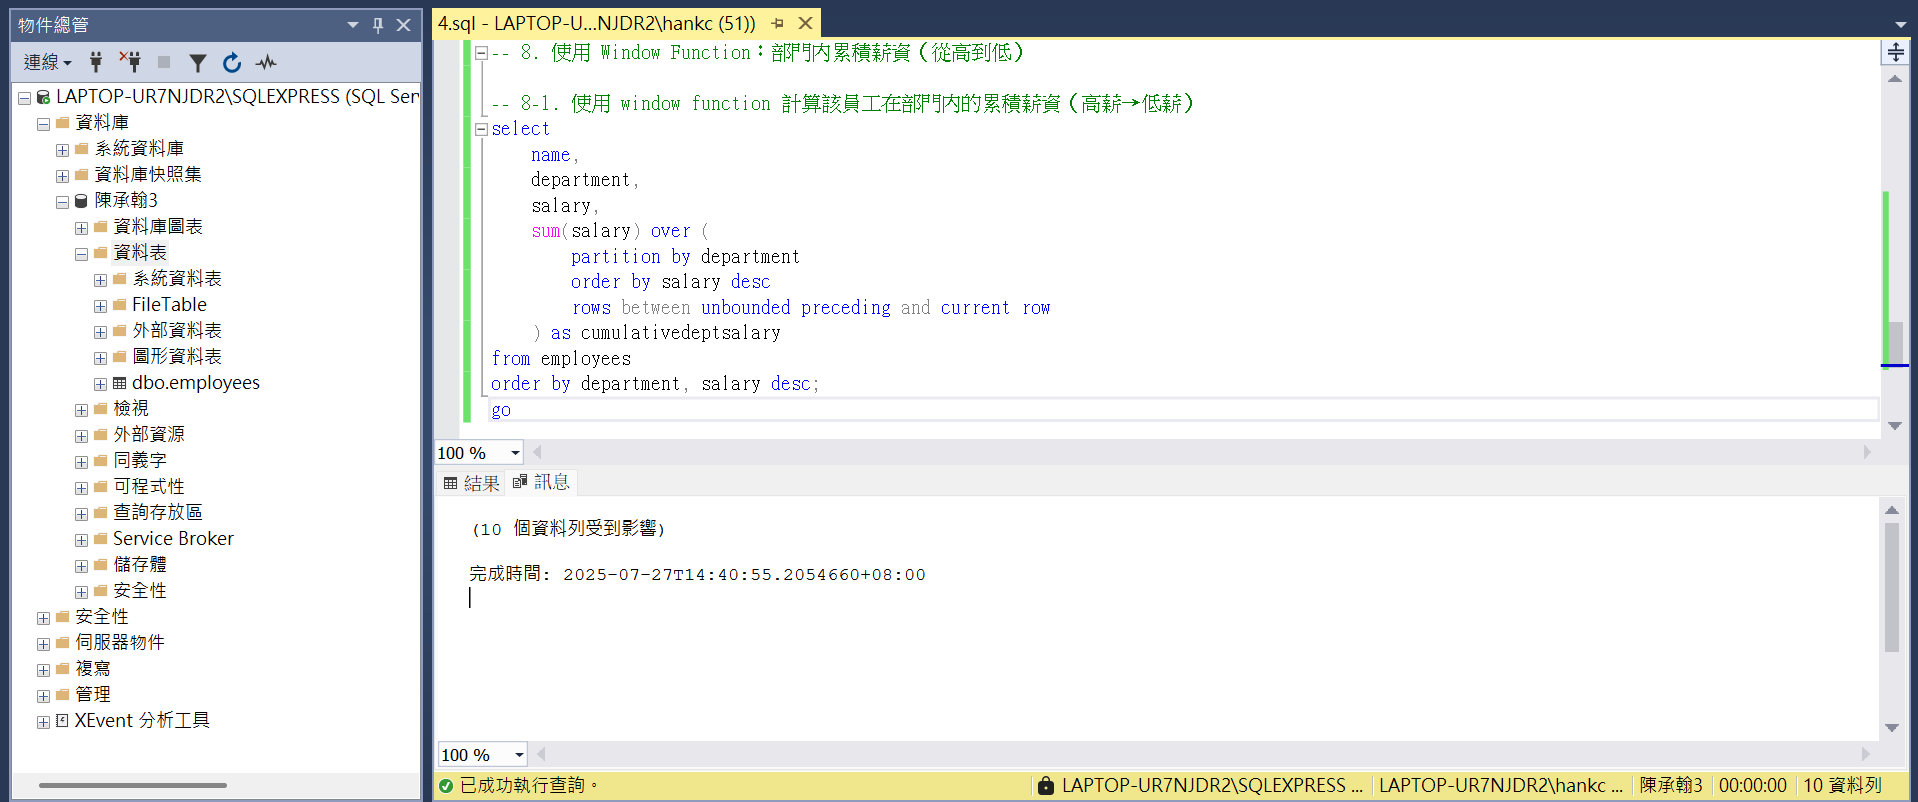 物件總管
連線
LAPTOP-UR7NJDR2\SQLEXPRESS (SQL Ser
資料庫
系統資料庫
資料庫快照集
陳承翰3
資料庫圖表
資料表
系統資料表
FileTable
外部資料表
圖形資料表
dbo.employees
檢視
外部資源
同義字
可程式性
查詢存放區
Service Broker
儲存體
安全性
安全性
伺服器物件
複寫
管理
XEvent 分析工具
4.sql - LAPTOP-U...NJDR2\hankc (51))
-- 8. 使用 Window Function：部門內累積薪資（從高到低）
-- 8-1. 使用 window function 計算該員工在部門內的累積薪資（高薪→低薪）
select
name,
department,
salary,
sum(salary) over (
partition by department
order by salary desc
rows between unbounded preceding and current row
) as cumulativedeptsalary
from employees
order by department, salary desc;
go
100 %
結果 訊息
(10 個資料列受到影響)
完成時間: 2025-07-27T14:40:55.2054660+08:00
100 %
已成功執行查詢。 LAPTOP-UR7NJDR2\SQLEXPRESS ... LAPTOP-UR7NJDR2\hankc ... 陳承翰3 00:00:00 10 資料列